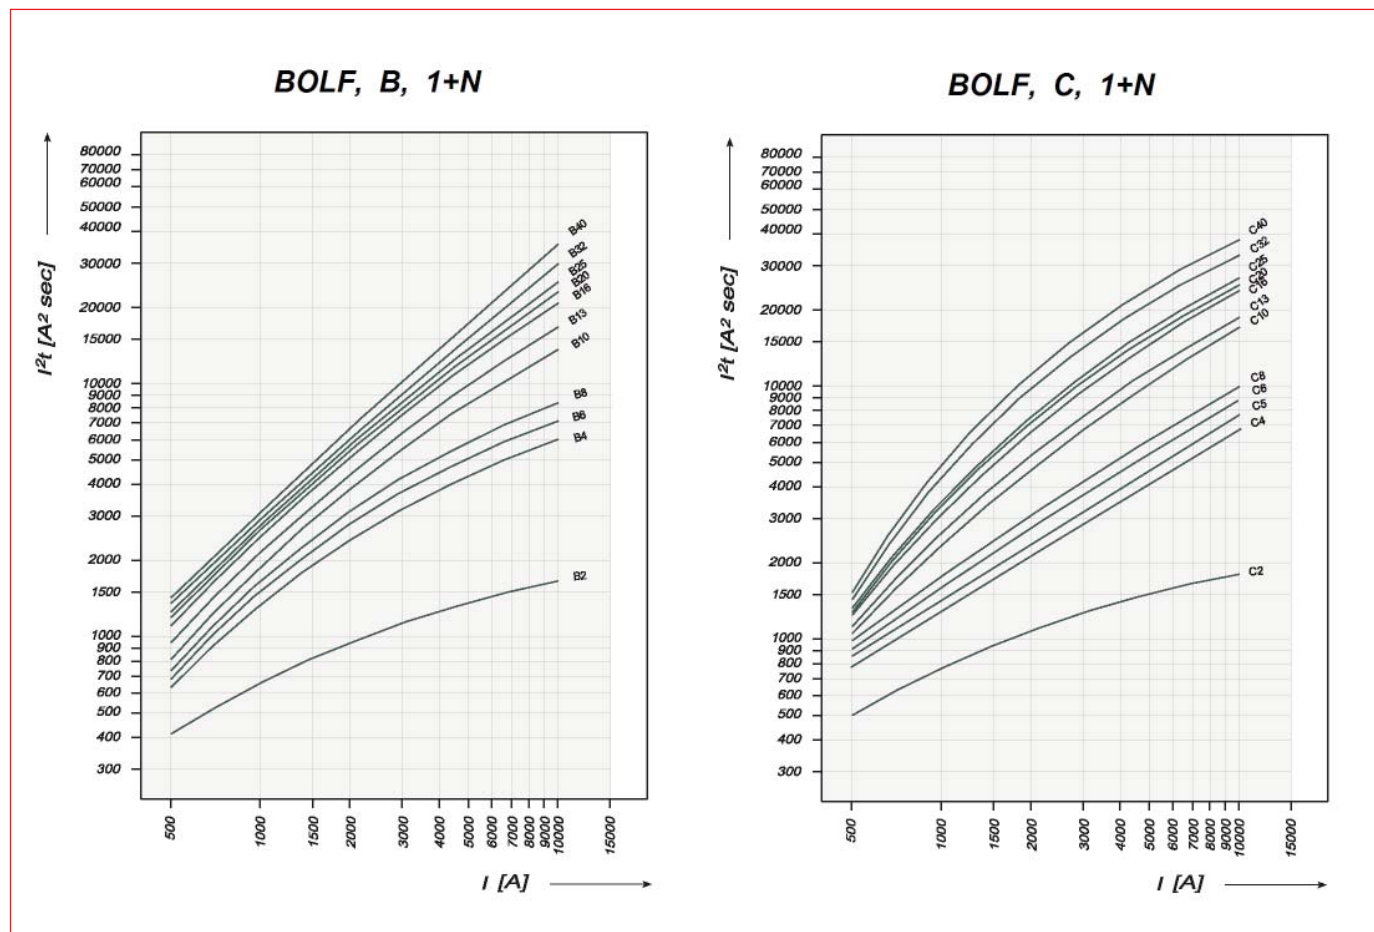 BOLF, B, 1+N
I²t [A² sec]
80000
70000
60000
50000
40000
30000
20000
15000
10000
9000
8000
7000
6000
5000
4000
3000
2000
1500
1000
900
800
700
600
500
400
300
B40
B32
B25
B20
B16
B13
B10
B8
B6
B4
B2
500
1000
1500
2000
3000
4000
5000
6000
7000
8000
9000
10000
15000
I [A]
BOLF, C, 1+N
I²t [A² sec]
80000
70000
60000
50000
40000
30000
20000
15000
10000
9000
8000
7000
6000
5000
4000
3000
2000
1500
1000
900
800
700
600
500
400
300
C40
C32
C25
C20
C16
C13
C10
C8
C6
C5
C4
C2
500
1000
1500
2000
3000
4000
5000
6000
7000
8000
9000
10000
15000
I [A]